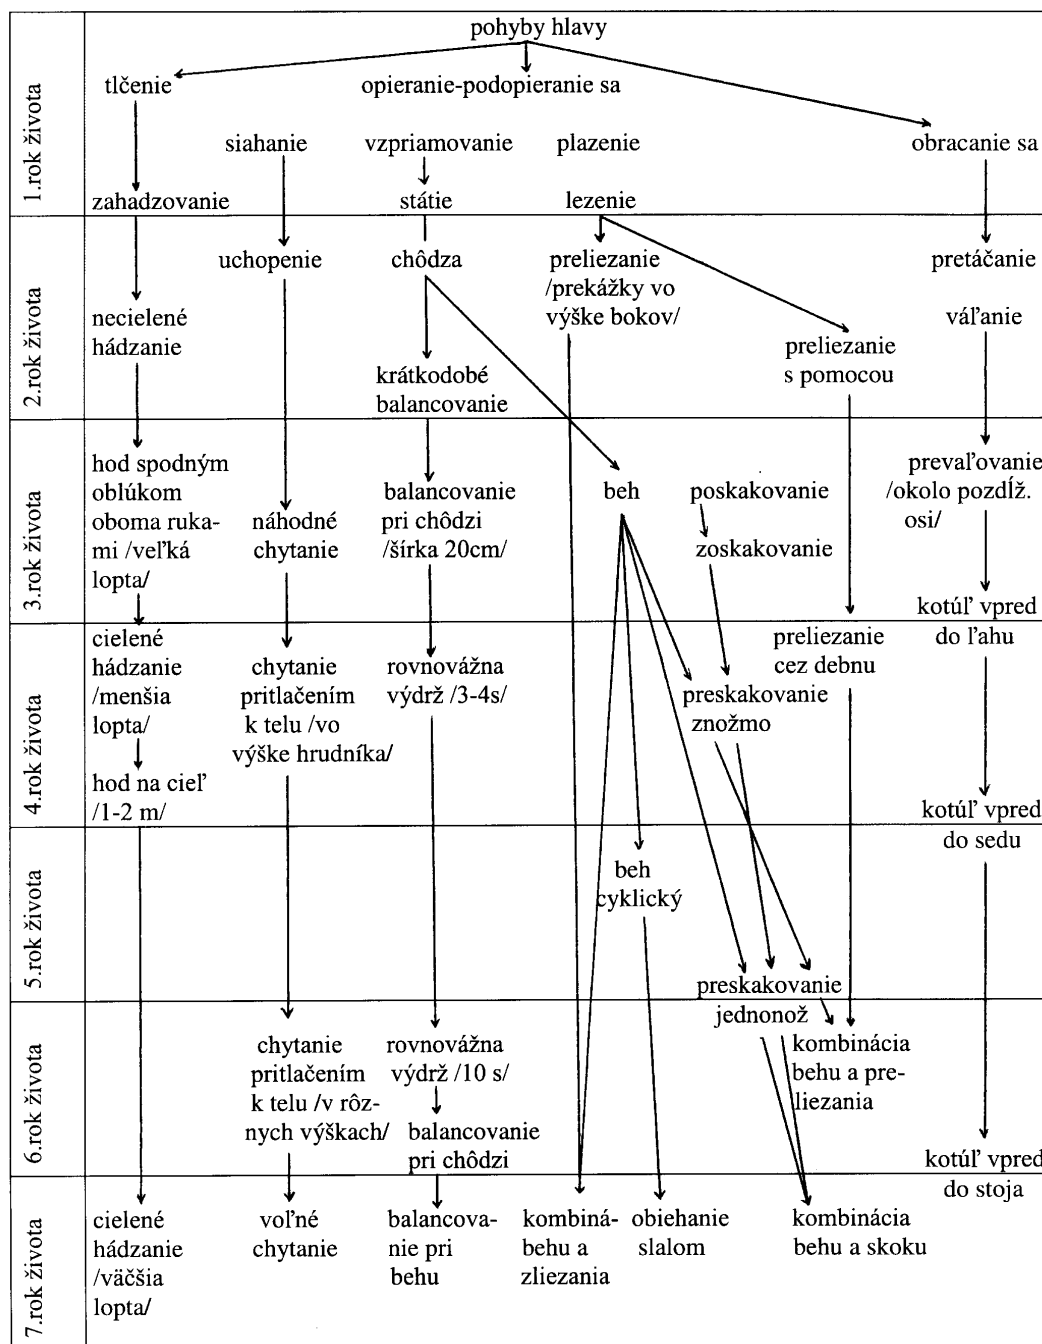 pohyby hlavy
1.rok života
tlčenie
opieranie-podopieranie sa
siahanie
vzpriamovanie
plazenie
obracanie sa
zahadzovanie
státie
lezenie
2.rok života
uchopenie
chôdza
preliezanie
/prekážky vo
výške bokov/
pretáčanie
necielené
hádzanie
váľanie
preliezanie
s pomocou
krátkodobé
balancovanie
3.rok života
hod spodným
oblúkom
oboma ruka-
mi /veľká
lopta/
náhodné
chytanie
balancovanie
pri chôdzi
/šírka 20cm/
beh
poskakovanie
zoskakovanie
prevaľovanie
/okolo pozdĺž.
osi/
kotúľ vpred
do ľahu
4.rok života
cielené
hádzanie
/menšia
lopta/
chytanie
pritlačením
k telu /vo
výške hrudníka/
rovnovážna
výdrž /3-4s/
preskakovanie
znožmo
preliezanie
cez debnu
hod na cieľ
/1-2 m/
kotúľ vpred
do sedu
5.rok života
beh
cyklický
preskakovanie
jednonož
6.rok života
chytanie
pritlačením
k telu /v rôz-
nych výškach/
rovnovážna
výdrž /10 s/
balancovanie
pri chôdzi
kombinácia
behu a pre-
liezania
kotúľ vpred
do stoja
7.rok života
cielené
hádzanie
/väčšia
lopta/
voľné
chytanie
balancova-
nie pri
behu
kombiná-
behu a
zliezania
obiehanie
slalom
kombinácia
behu a skoku